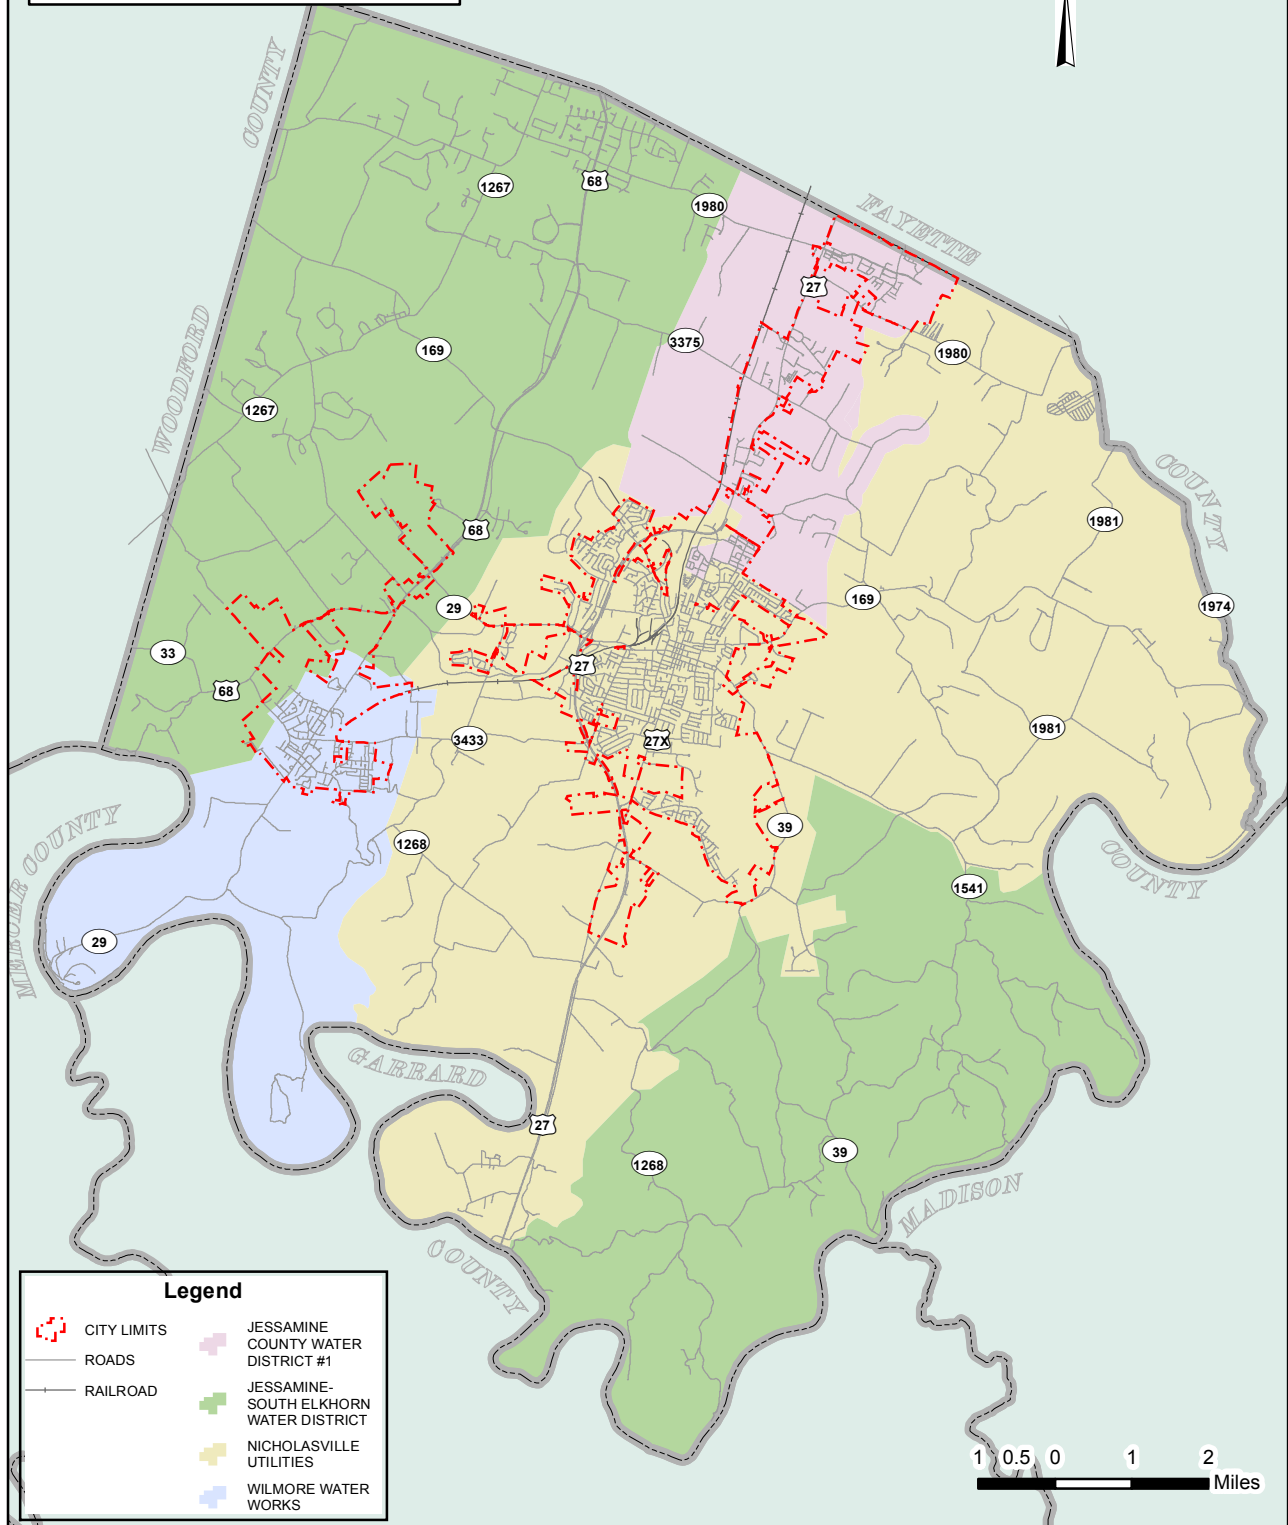 COUNTY
1267
68
1980
FAYETTE
27
WOODFORD
3375
169
1980
1267
COUNTY
68
1981
29
169
1974
33
27
68
3433
27X
1981
MERCER COUNTY
1268
39
COUNTY
1541
29
GARRARD
27
1268
39
MADISON
COUNTY
Legend
CITY LIMITS
ROADS
RAILROAD
JESSAMINE
COUNTY WATER
DISTRICT #1
JESSAMINE-
SOUTH ELKHORN
WATER DISTRICT
NICHOLASVILLE
UTILITIES
WILMORE WATER
WORKS
1 0.5 0 1 2
Miles